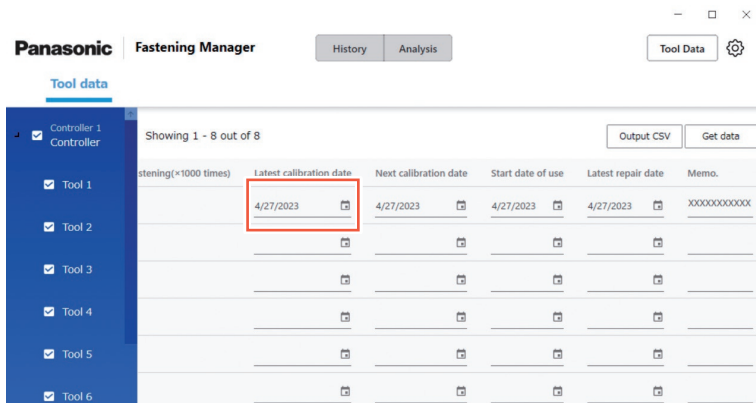 Panasonic Fastening Manager History Analysis Tool Data
Tool data
Controller 1
Controller
Showing 1 - 8 out of 8 Output CSV Get data
stening(×1000 times) Latest calibration date Next calibration date Start date of use Latest repair date Memo.
Tool 1
4/27/2023 4/27/2023 4/27/2023 4/27/2023 XXXXXXXXXXX
Tool 2
Tool 3
Tool 4
Tool 5
Tool 6